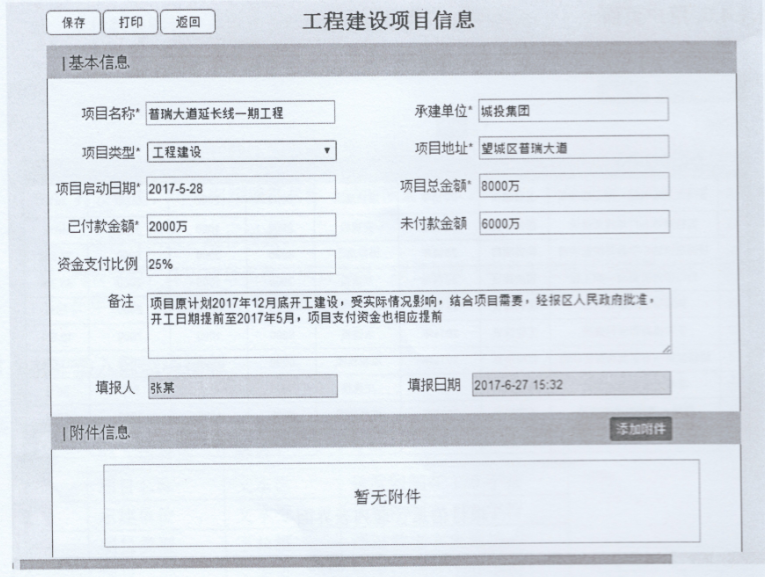 保存 打印 返回 工程建设项目信息
|基本信息
项目名称* 普瑞大道延长线一期工程 承建单位* 城投集团
项目类型* 工程建设 项目地址* 望城区普瑞大道
项目启动日期* 2017-5-28 项目总金额* 8000万
已付款金额* 2000万 未付款金额 6000万
资金支付比例 25%
备注 项目原计划2017年12月底开工建设，受实际情况影响，结合项目需要，经报区人民政府批准，
开工日期提前至2017年5月，项目支付资金也相应提前
填报人 张某 填报日期 2017-6-27 15:32
|附件信息 添加附件
暂无附件